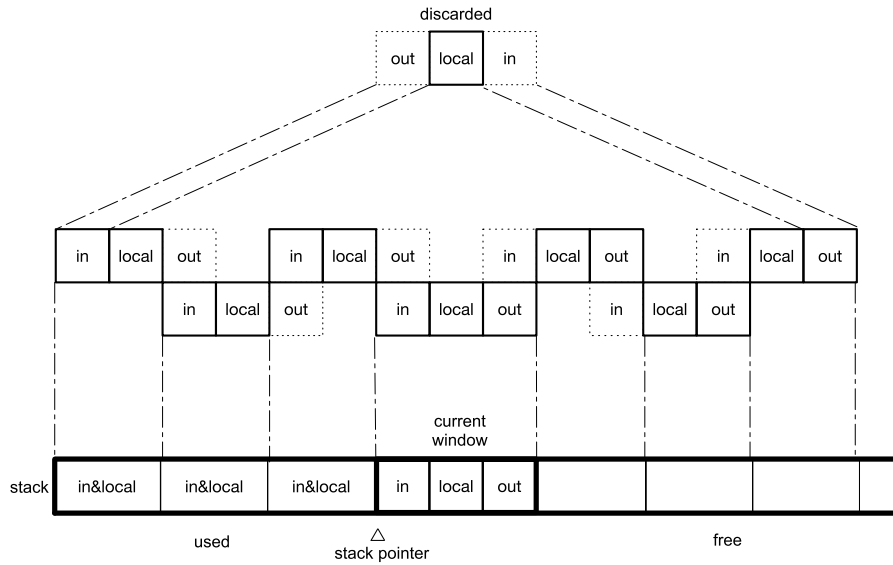 discarded
out local in
in local out in local out in local out in local out
in local out in local out in local out
current
window
stack in&local in&local in&local in local out
used free
stack pointer